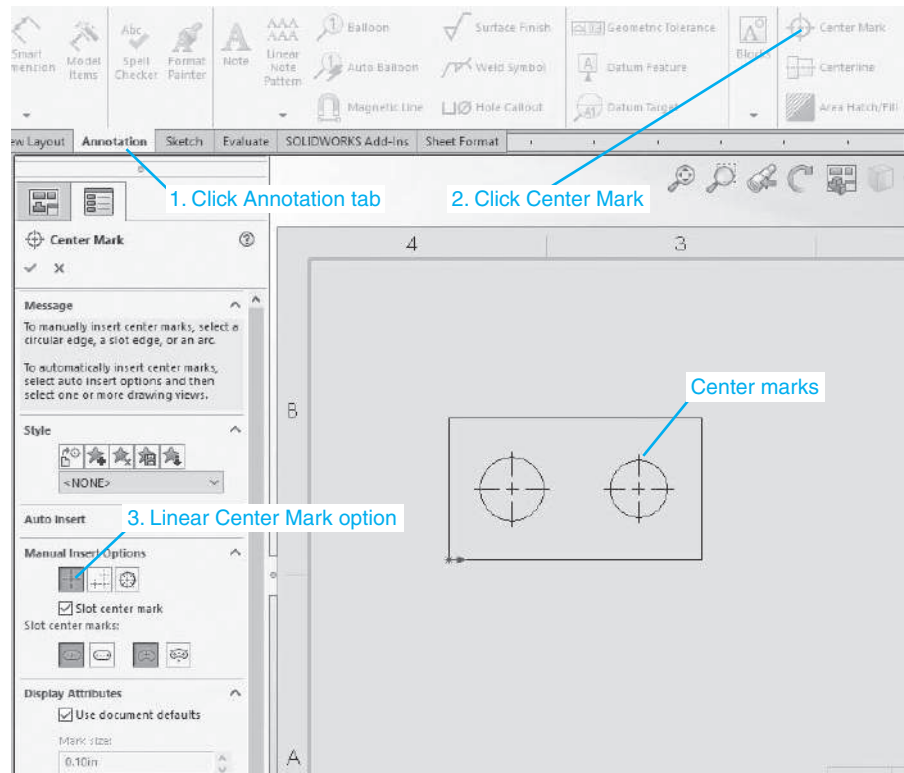 Smart
mension
Model
Items
Abc
Spell
Checker
Format
Painter
A
Note
AAA
AAA
Linear
Note
Pattern
Balloon
Auto Balloon
Magnetic Line
Surface Finish
Weld Symbol
Hole Callout
Geometric Tolerance
Datum Feature
Datum Target
Blocks
Center Mark
Centerline
Area Hatch/Fill
ew Layout Annotation Sketch Evaluate SOLIDWORKS Add-Ins Sheet Format
1. Click Annotation tab
2. Click Center Mark
Center Mark
4 3
Message
To manually insert center marks, select a
circular edge, a slot edge, or an arc.
To automatically insert center marks,
select auto insert options and then
select one or more drawing views.
Center marks
B
Style
<NONE>
Auto Insert
3. Linear Center Mark option
Manual Insert Options
Slot center mark
Slot center marks:
Display Attributes
Use document defaults
Mark size:
0.10in
A